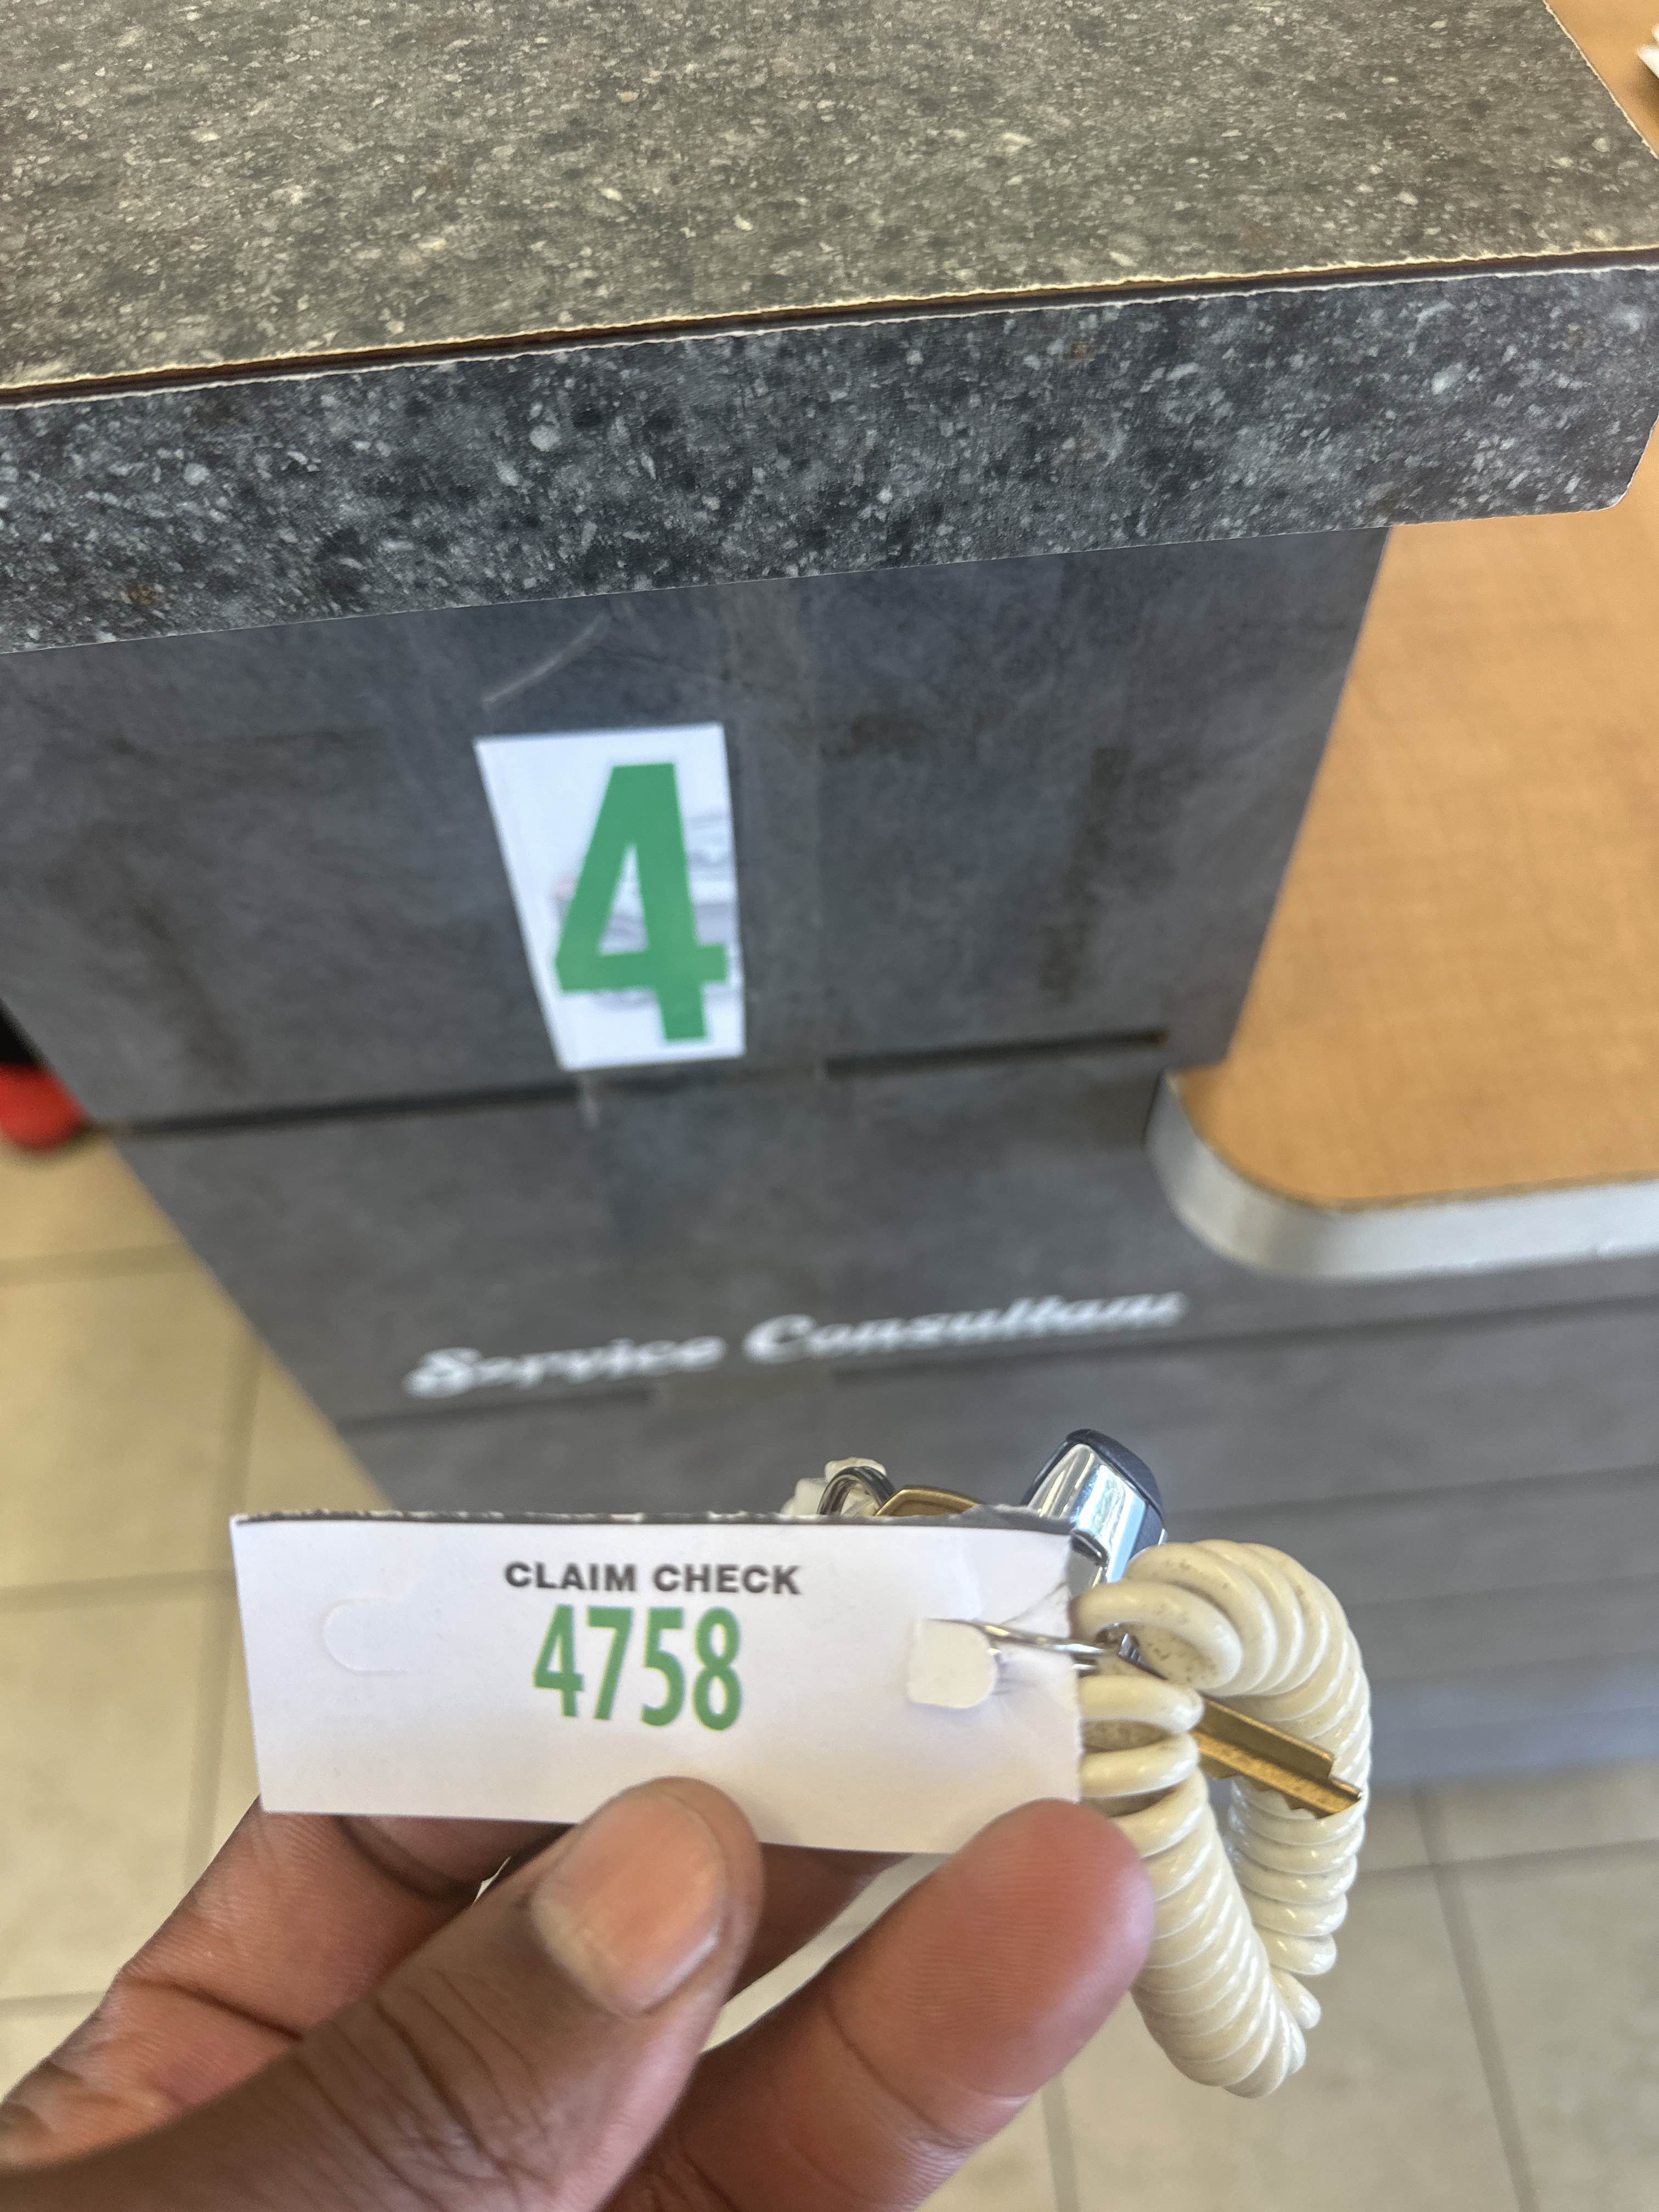 4
Service Consultant
CLAIM CHECK
4758